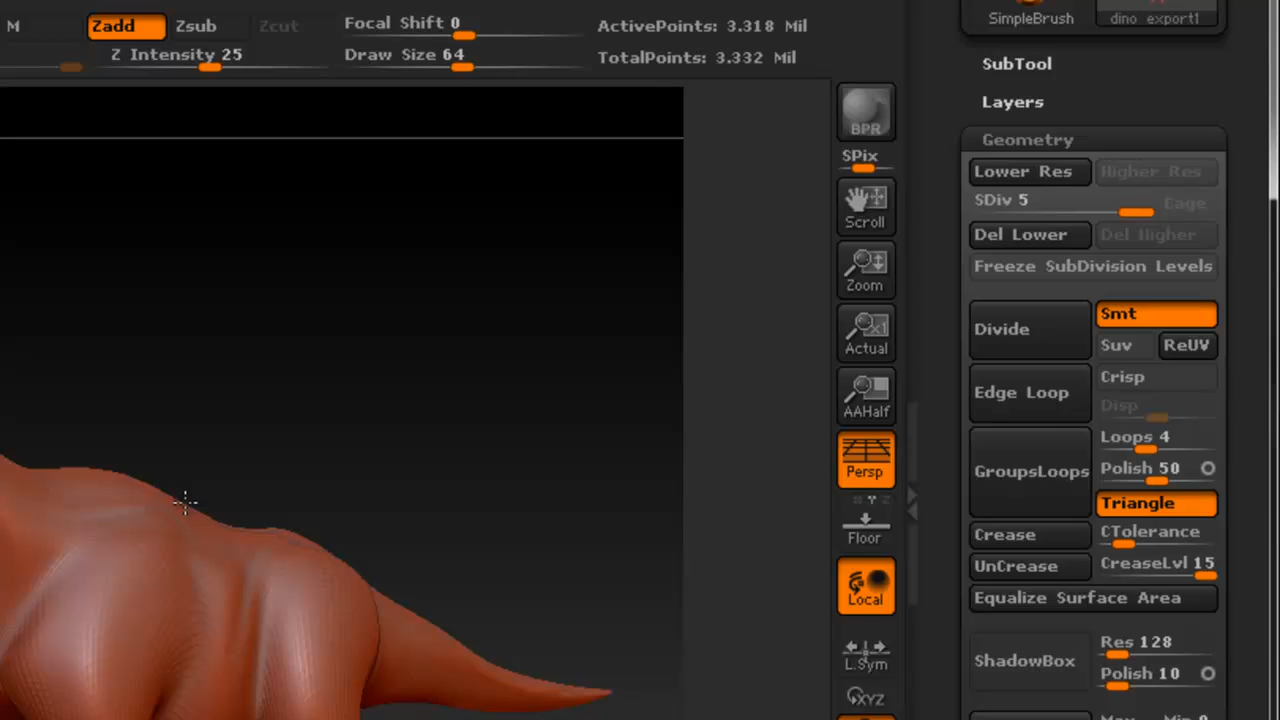 M Zadd Zsub Zcut Focal Shift 0 ActivePoints: 3.318 Mil
Z Intensity 25 Draw Size 64 TotalPoints: 3.332 Mil
SimpleBrush dino export1
SubTool
Layers
Geometry
Lower Res Higher Res
SDiv 5 Cage
Del Lower Del Higher
Freeze SubDivision Levels
Divide Smt
Suv ReUV
Edge Loop Crisp
Disp
Loops 4
GroupsLoops Polish 50
Triangle
Crease CTolerance
UnCrease CreaseLvl 15
Equalize Surface Area
ShadowBox Res 128
Polish 10
BPR
SPix
Scroll
Zoom
Actual
AAHalf
Persp
Floor
Local
L.Sym
XYZ